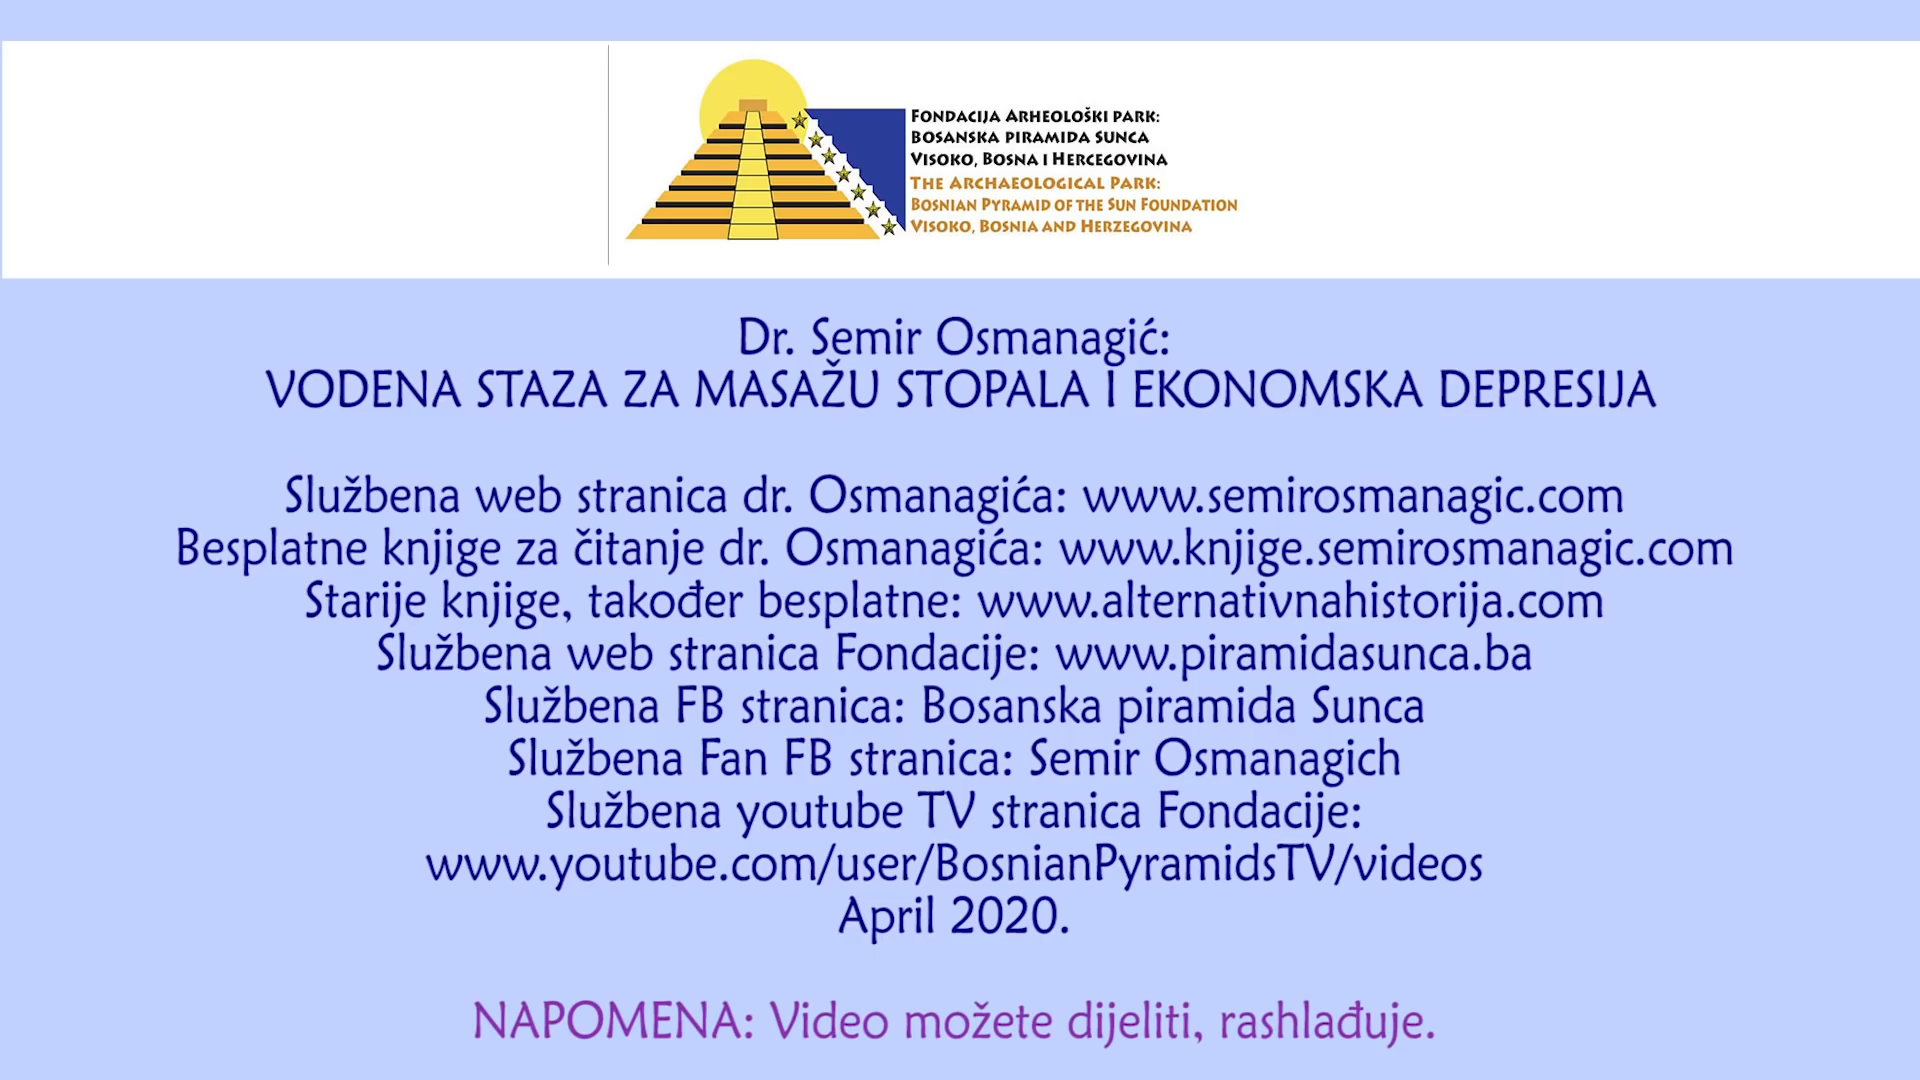 FONDACIJA ARHEOLOŠKI PARK:
BOSANSKA PIRAMIDA SUNCA
VISOKO, BOSNA I HERCEGOVINA
THE ARCHAEOLOGICAL PARK:
BOSNIAN PYRAMID OF THE SUN FOUNDATION
VISOKO, BOSNIA AND HERZEGOVINA
Dr. Semir Osmanagić:
VODENA STAZA ZA MASAŽU STOPALA I EKONOMSKA DEPRESIJA
Službena web stranica dr. Osmanagića: www.semirosmanagic.com
Besplatne knjige za čitanje dr. Osmanagića: www.knjige.semirosmanagic.com
Starije knjige, također besplatne: www.alternativnahistorija.com
Službena web stranica Fondacije: www.piramidasunca.ba
Službena FB stranica: Bosanska piramida Sunca
Službena Fan FB stranica: Semir Osmanagich
Službena youtube TV stranica Fondacije:
www.youtube.com/user/BosnianPyramidsTV/videos
April 2020.
NAPOMENA: Video možete dijeliti, rashlađuje.